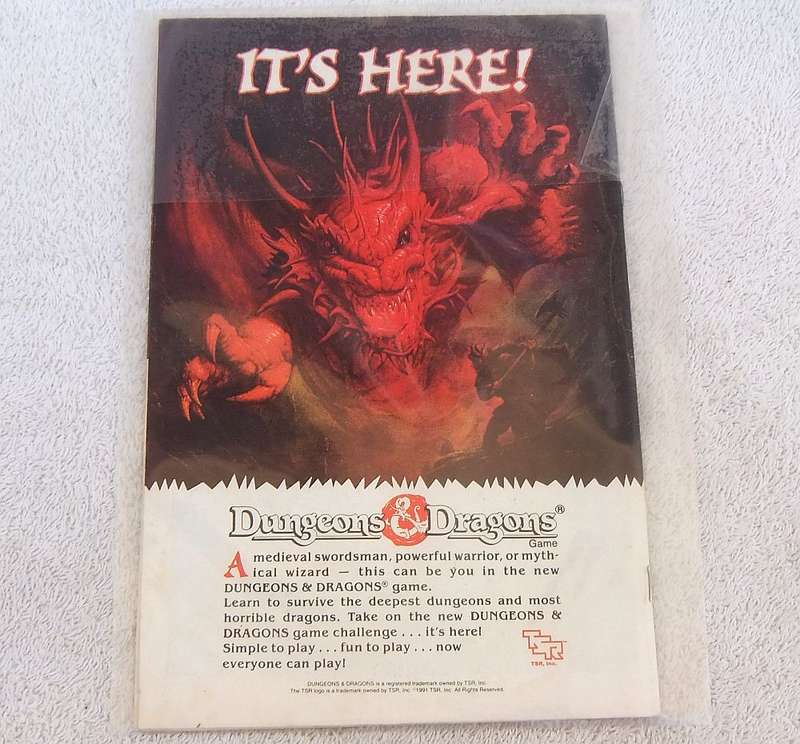 IT'S HERE!
Dungeons & Dragons®
Game
A medieval swordsman, powerful warrior, or myth-
ical wizard — this can be you in the new
DUNGEONS & DRAGONS® game.
Learn to survive the deepest dungeons and most
horrible dragons. Take on the new DUNGEONS &
DRAGONS game challenge . . . it's here!
Simple to play . . . fun to play . . . now
everyone can play!
TSR™
TSR, Inc.
DUNGEONS & DRAGONS is a registered trademark owned by TSR, Inc.
The TSR logo is a trademark owned by TSR, Inc. ©1991 TSR, Inc. All Rights Reserved.